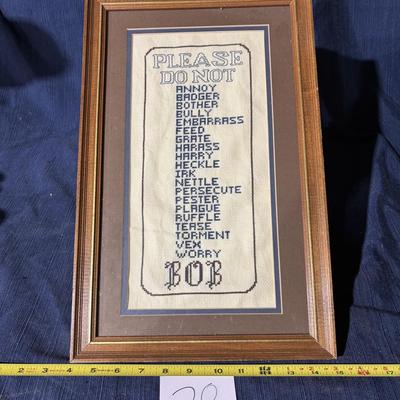 PLEASE
DO NOT
ANNOY
BADGER
BOTHER
BULLY
EMBARRASS
FEED
GRATE
HARASS
HARRY
HECKLE
IRK
NETTLE
PERSECUTE
PESTER
PLAGUE
RUFFLE
TEASE
TORMENT
VEX
WORRY
BOB